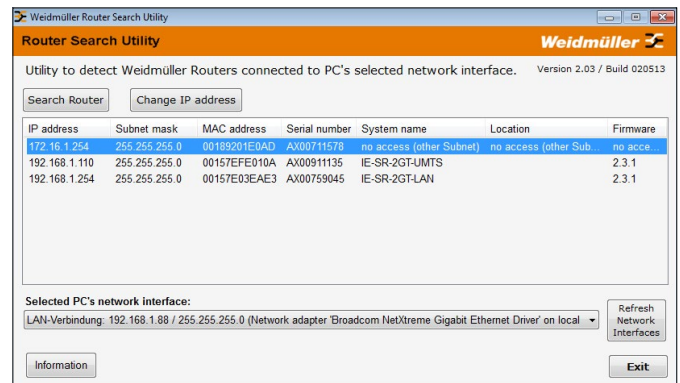 Weidmüller Router Search Utility
Router Search Utility
Weidmüller
Utility to detect Weidmüller Routers connected to PC's selected network interface. Version 2.03 / Build 020513
Search Router Change IP address
IP address Subnet mask MAC address Serial number System name Location Firmware
172.16.1.254 255.255.255.0 00189201E0AD AX00711578 no access (other Subnet) no access (other Sub... no acce...
192.168.1.110 255.255.255.0 00157EFE010A AX00911135 IE-SR-2GT-UMTS 2.3.1
192.168.1.254 255.255.255.0 00157E03EAE3 AX00759045 IE-SR-2GT-LAN 2.3.1
Selected PC's network interface:
LAN-Verbindung: 192.168.1.88 / 255.255.255.0 (Network adapter 'Broadcom NetXtreme Gigabit Ethernet Driver' on local
Refresh
Network
Interfaces
Information Exit